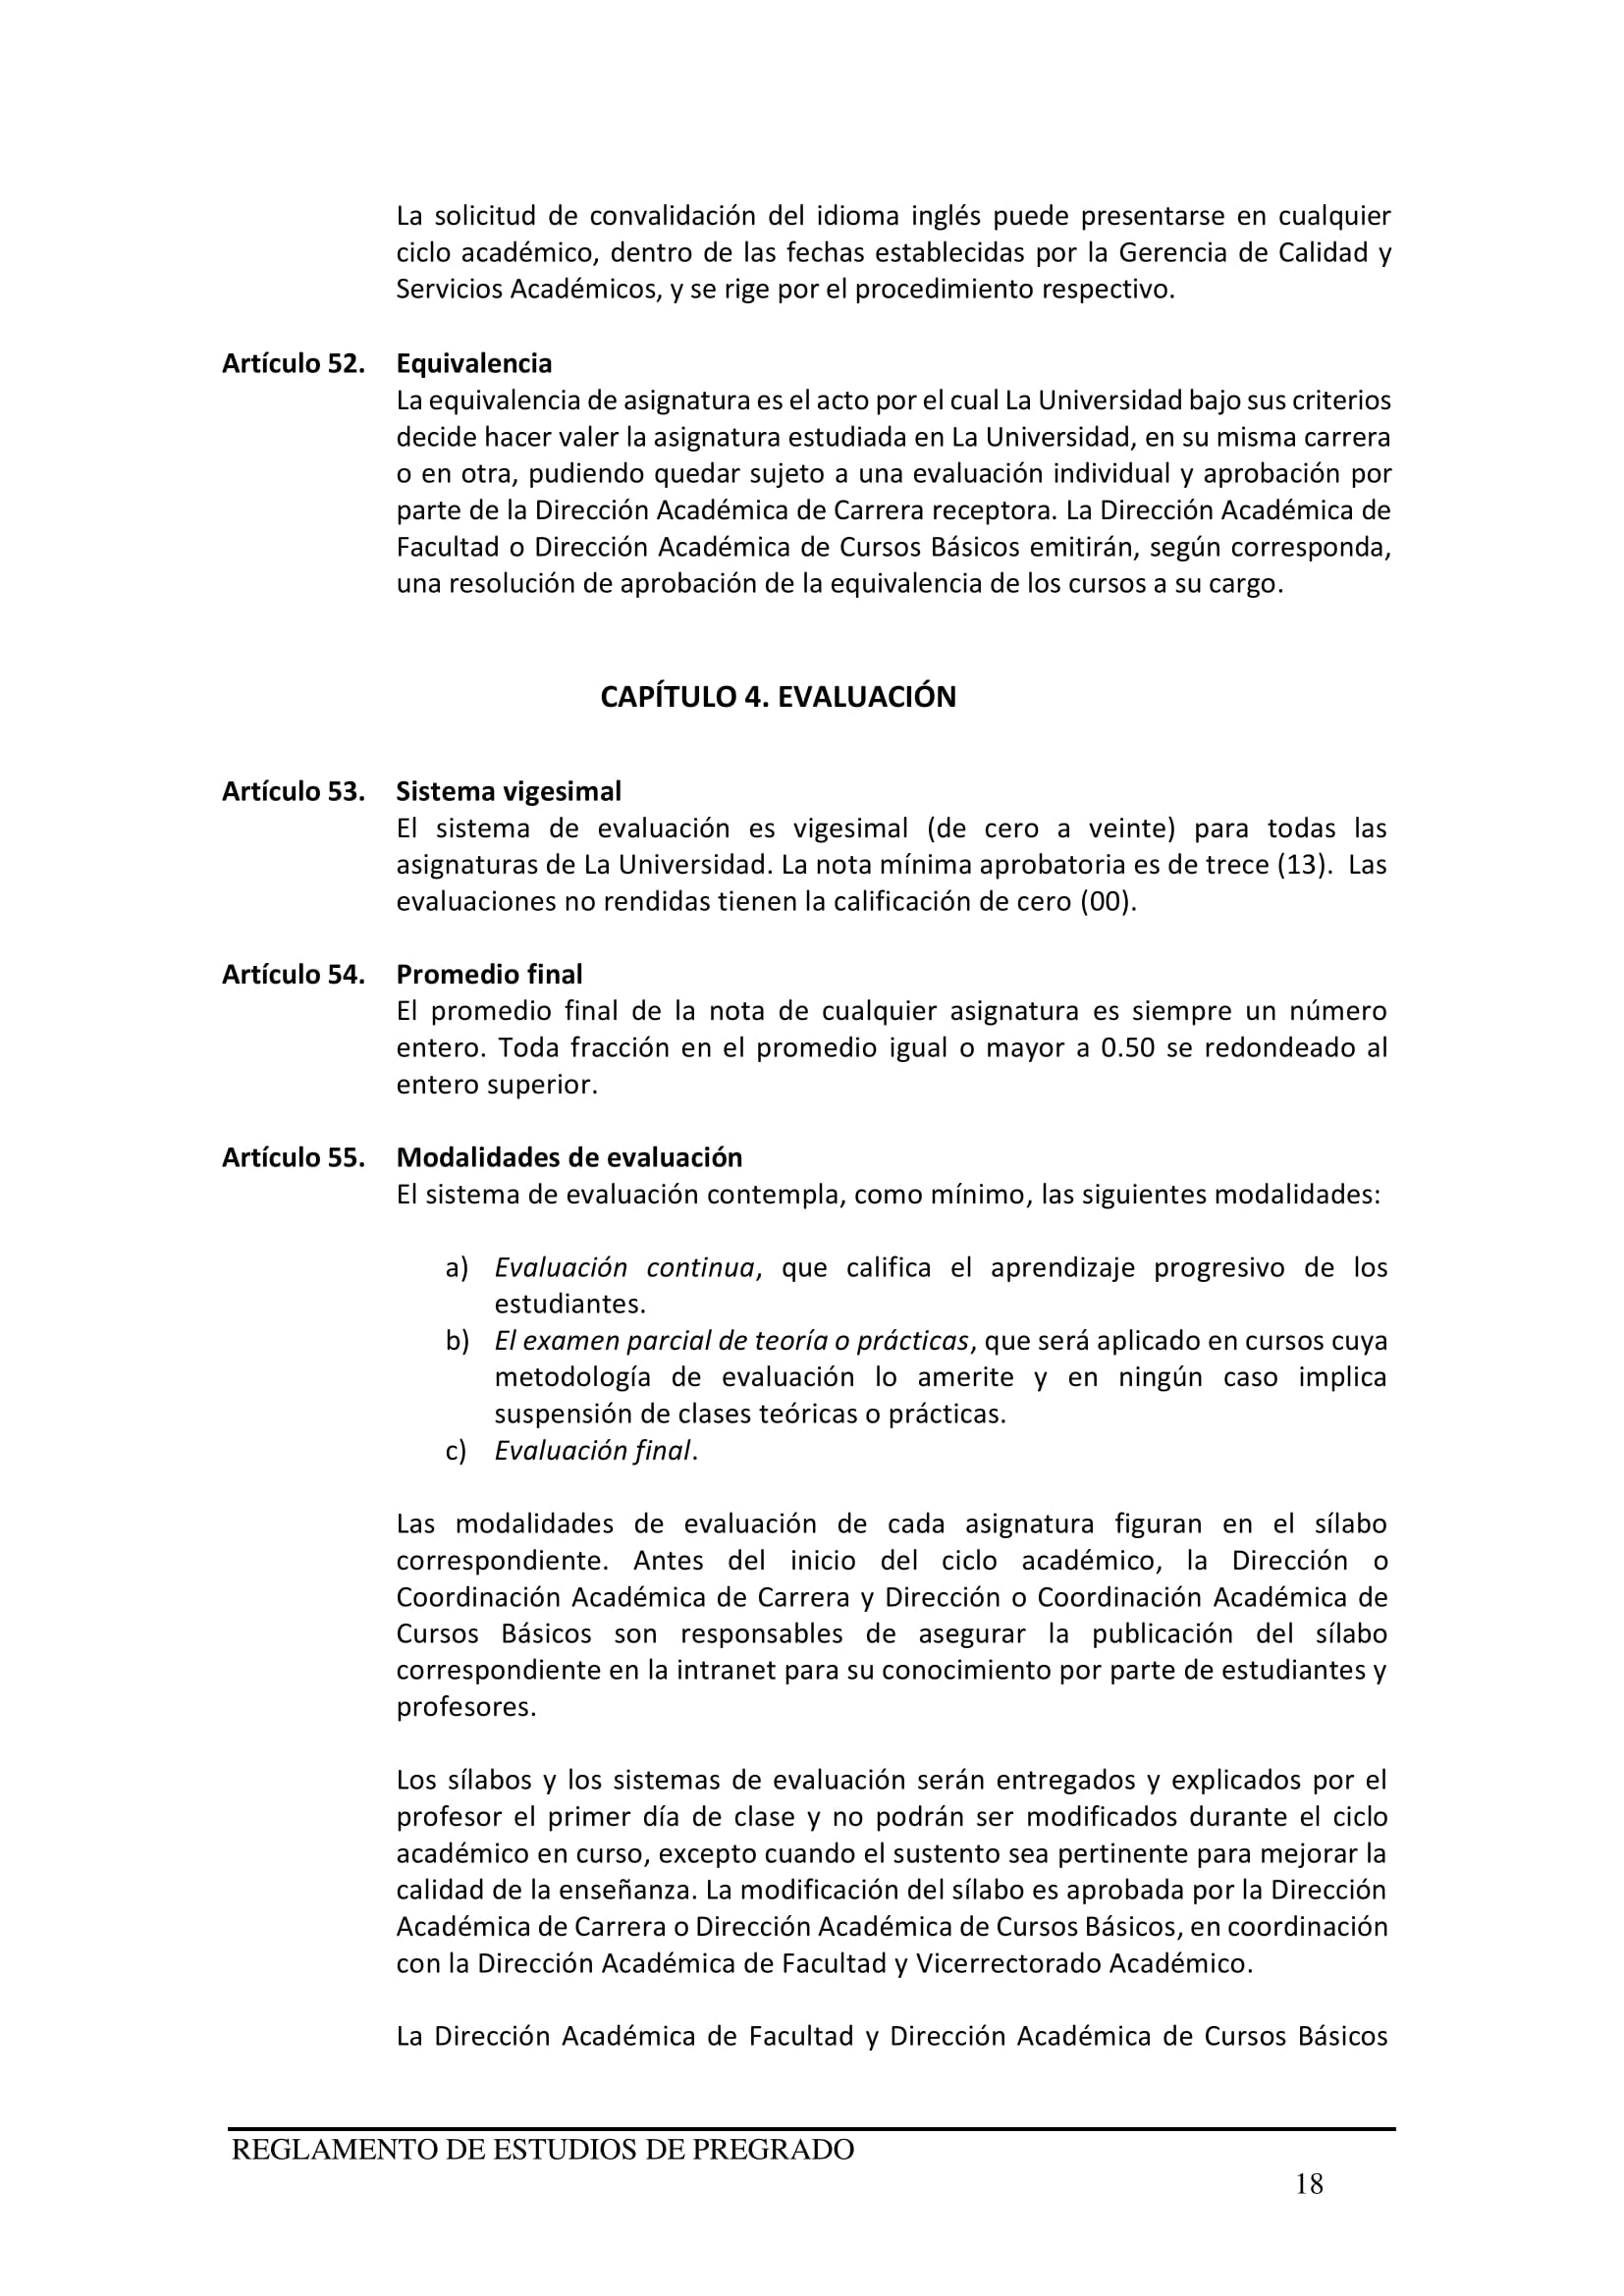 La solicitud de convalidación del idioma inglés puede presentarse en cualquier
ciclo académico, dentro de las fechas establecidas por la Gerencia de Calidad y
Servicios Académicos, y se rige por el procedimiento respectivo.
Artículo 52. Equivalencia
La equivalencia de asignatura es el acto por el cual La Universidad bajo sus criterios
decide hacer valer la asignatura estudiada en La Universidad, en su misma carrera
o en otra, pudiendo quedar sujeto a una evaluación individual y aprobación por
parte de la Dirección Académica de Carrera receptora. La Dirección Académica de
Facultad o Dirección Académica de Cursos Básicos emitirán, según corresponda,
una resolución de aprobación de la equivalencia de los cursos a su cargo.
CAPÍTULO 4. EVALUACIÓN
Artículo 53. Sistema vigesimal
El sistema de evaluación es vigesimal (de cero a veinte) para todas las
asignaturas de La Universidad. La nota mínima aprobatoria es de trece (13). Las
evaluaciones no rendidas tienen la calificación de cero (00).
Artículo 54. Promedio final
El promedio final de la nota de cualquier asignatura es siempre un número
entero. Toda fracción en el promedio igual o mayor a 0.50 se redondeado al
entero superior.
Artículo 55. Modalidades de evaluación
El sistema de evaluación contempla, como mínimo, las siguientes modalidades:
a) Evaluación continua, que califica el aprendizaje progresivo de los
estudiantes.
b) El examen parcial de teoría o prácticas, que será aplicado en cursos cuya
metodología de evaluación lo amerite y en ningún caso implica
suspensión de clases teóricas o prácticas.
c) Evaluación final.
Las modalidades de evaluación de cada asignatura figuran en el sílabo
correspondiente. Antes del inicio del ciclo académico, la Dirección o
Coordinación Académica de Carrera y Dirección o Coordinación Académica de
Cursos Básicos son responsables de asegurar la publicación del sílabo
correspondiente en la intranet para su conocimiento por parte de estudiantes y
profesores.
Los sílabos y los sistemas de evaluación serán entregados y explicados por el
profesor el primer día de clase y no podrán ser modificados durante el ciclo
académico en curso, excepto cuando el sustento sea pertinente para mejorar la
calidad de la enseñanza. La modificación del sílabo es aprobada por la Dirección
Académica de Carrera o Dirección Académica de Cursos Básicos, en coordinación
con la Dirección Académica de Facultad y Vicerrectorado Académico.
La Dirección Académica de Facultad y Dirección Académica de Cursos Básicos
REGLAMENTO DE ESTUDIOS DE PREGRADO
18